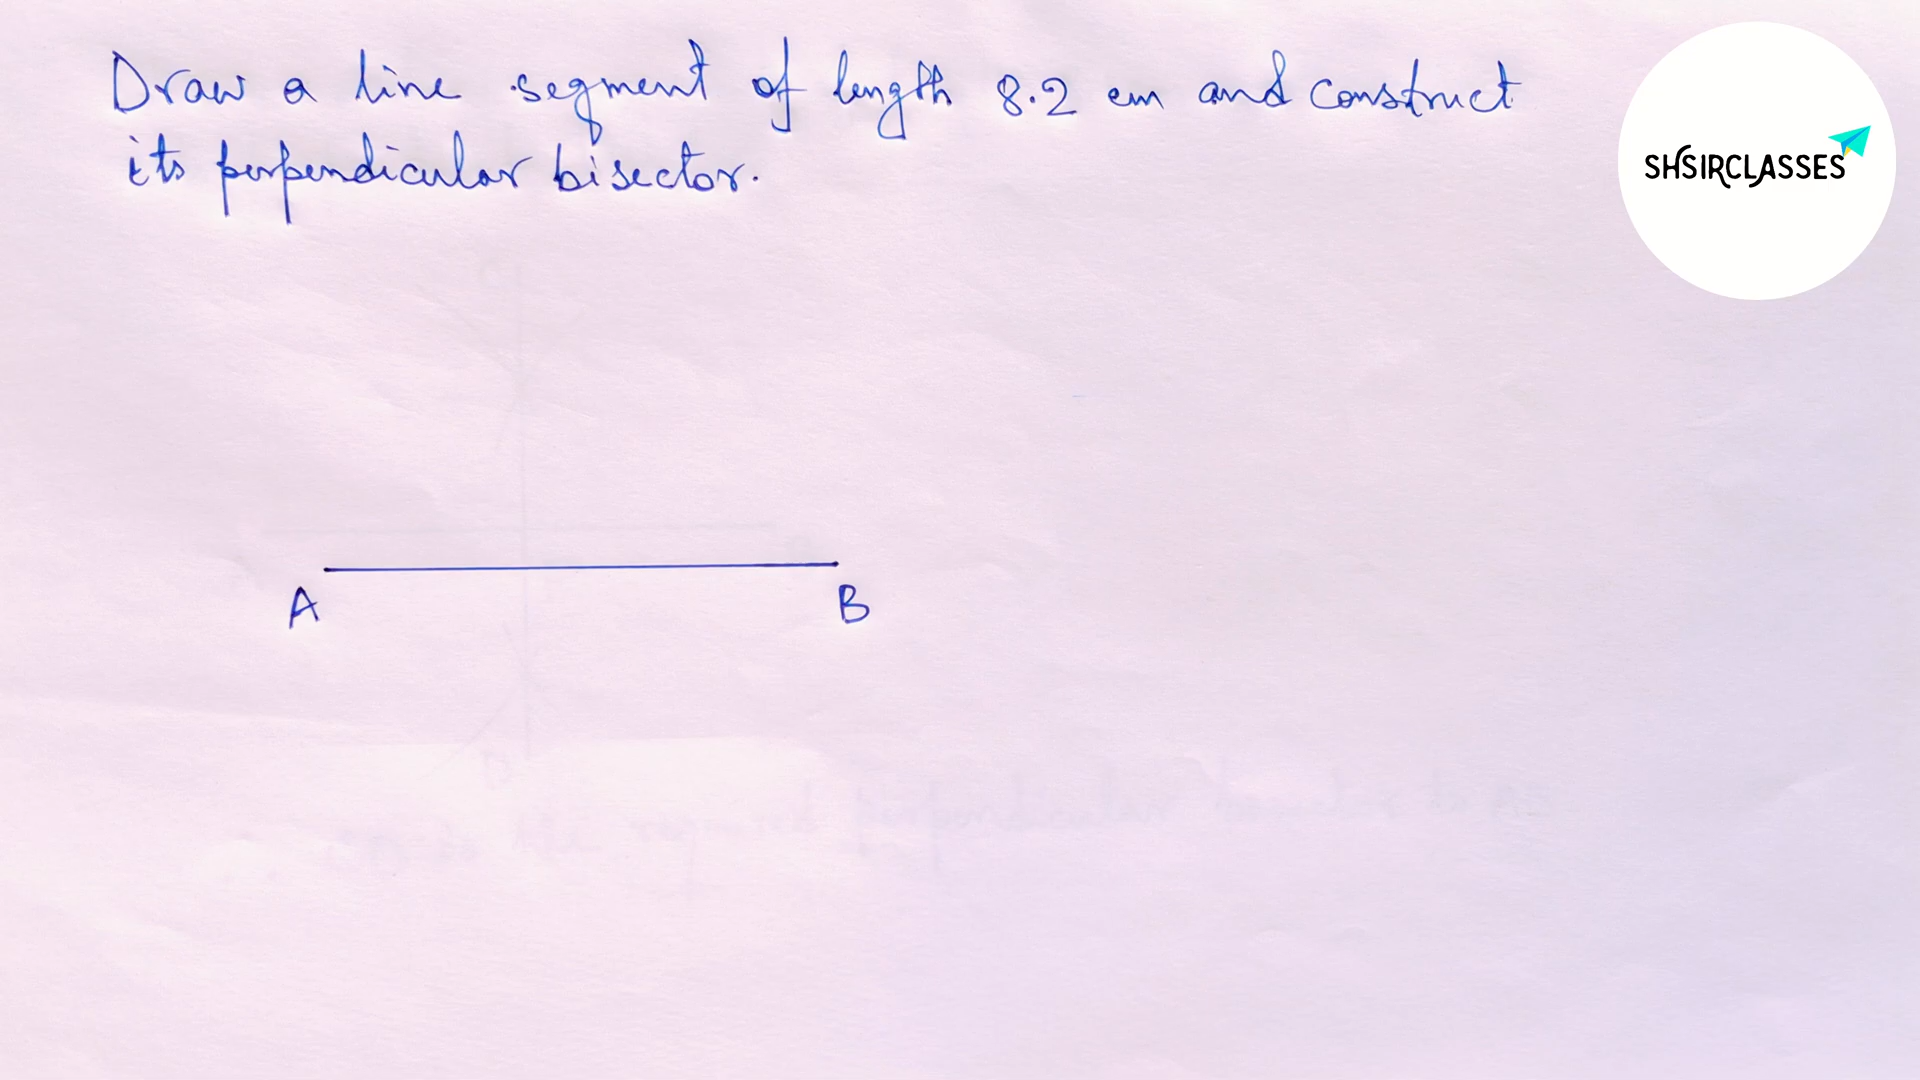 Draw a line segment of length 8.2 cm and construct
its perpendicular bisector.
SHSIRCLASSES
A
B